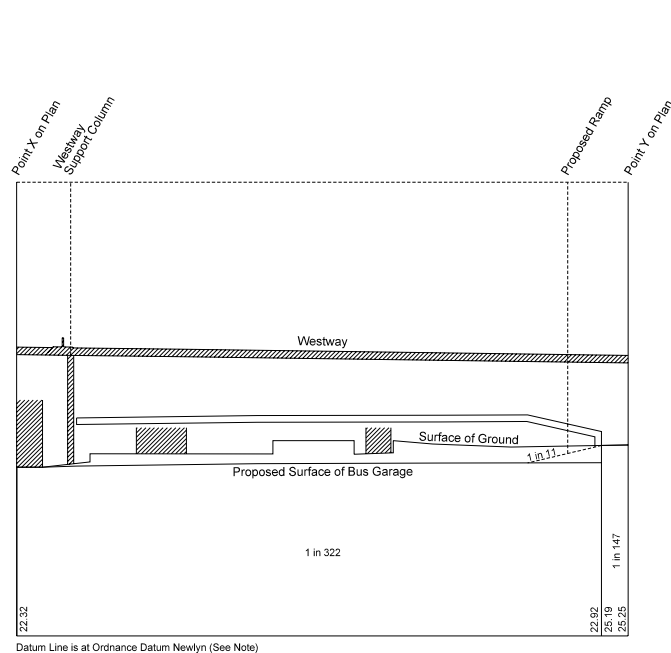 Point X on Plan
Westway
Support Column
Proposed Ramp
Point Y on Plan
Westway
Surface of Ground
1 in 11
Proposed Surface of Bus Garage
1 in 322
1 in 147
22.32
22.92
25.19
25.25
Datum Line is at Ordnance Datum Newlyn (See Note)